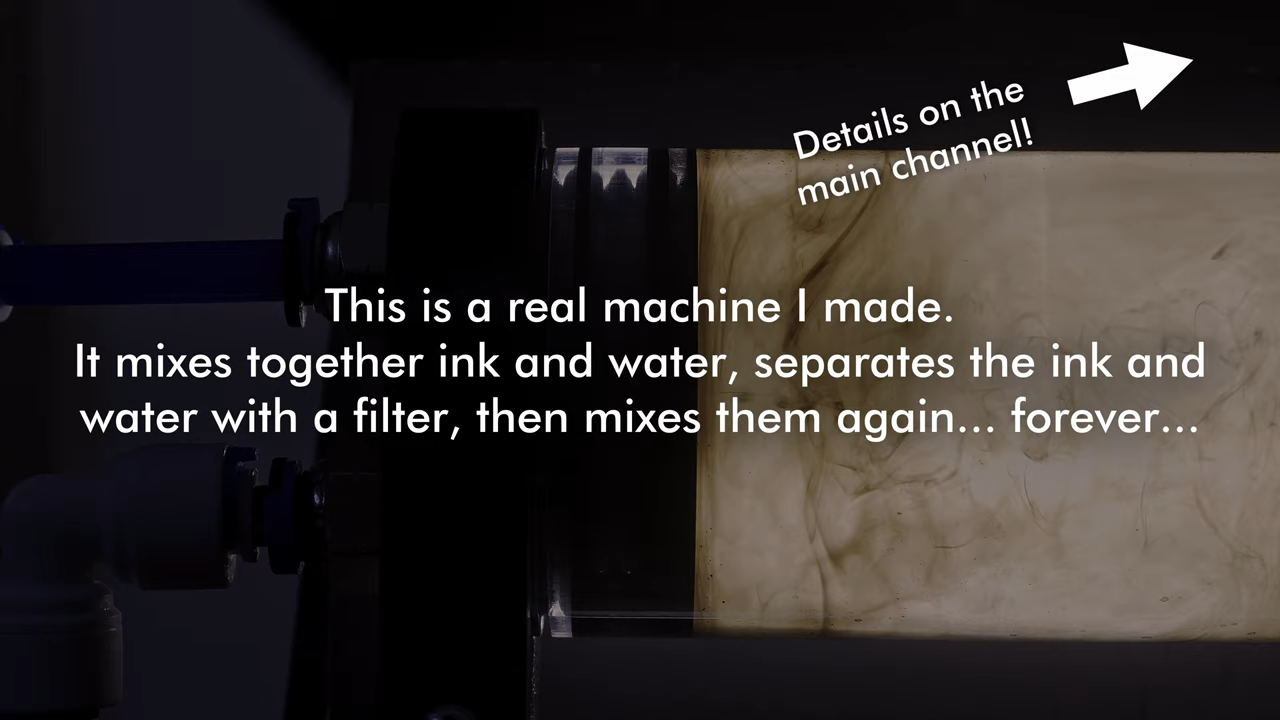 Details on the
main channel!
This is a real machine I made.
It mixes together ink and water, separates the ink and
water with a filter, then mixes them again... forever...